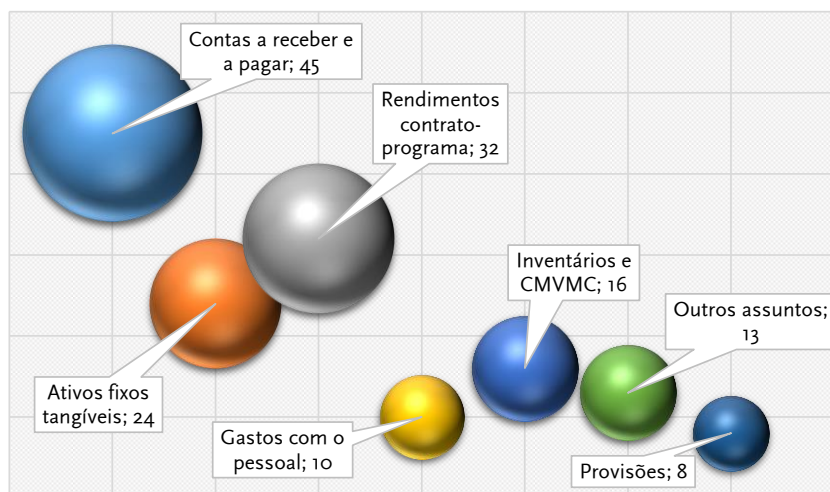 Contas a receber e
a pagar; 45
Rendimentos
contrato-
programa; 32
Inventários e
CMVMC; 16
Outros assuntos;
13
Ativos fixos
tangíveis; 24
Gastos com o
pessoal; 10
Provisões; 8